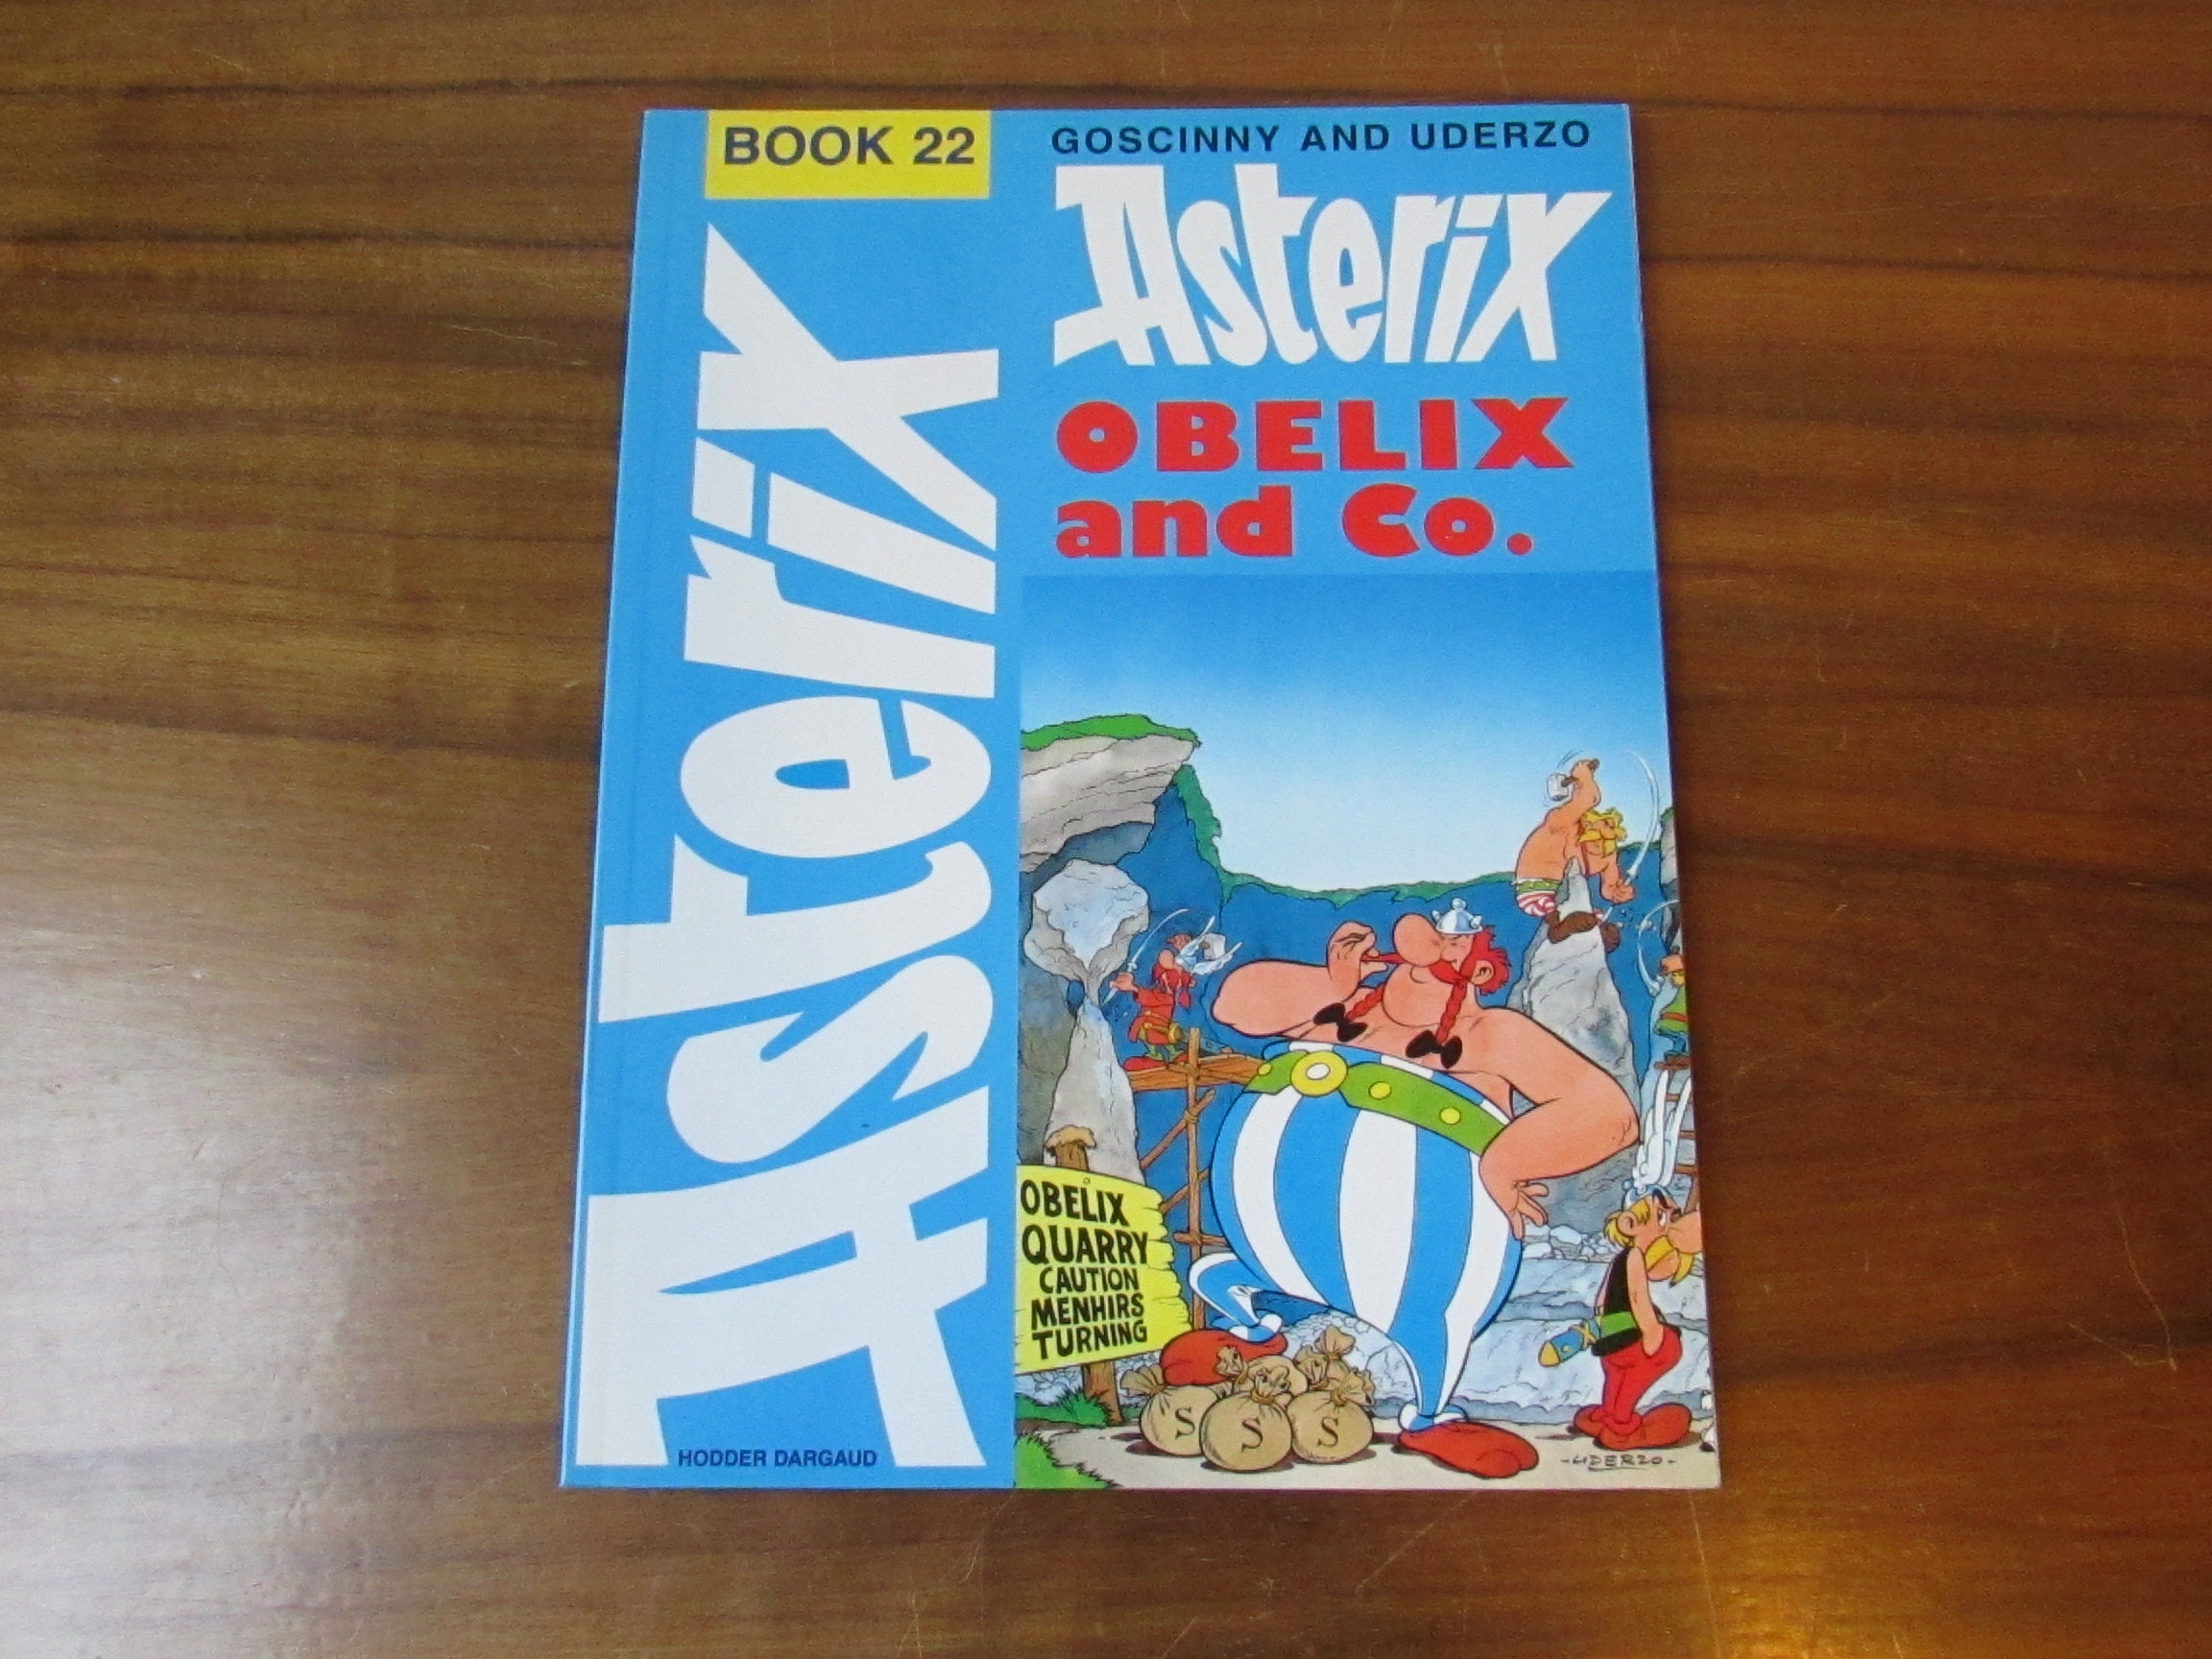 BOOK 22
Asterix
HODDER DARGAUD
GOSCINNY AND UDERZO
Asterix
OBELIX
and Co.
OBELIX
QUARRY
CAUTION
MENHIRS
TURNING
S S S
-UDERZO-